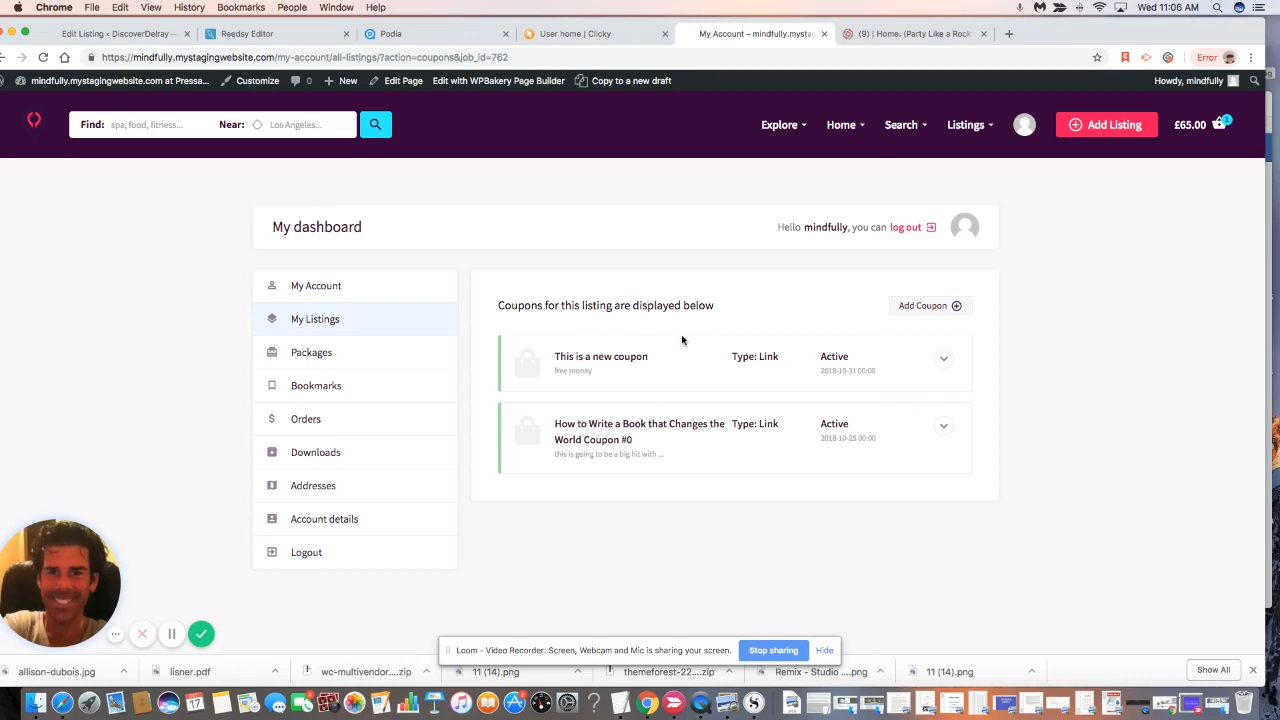 Chrome File Edit View History Bookmarks People Window Help Wed 11:06 AM
Edit Listing ‹ DiscoverDelray Reedsy Editor Podia User home | Clicky My Account – mindfully.mysta (9) | Home. (Party Like a Rock
https://mindfully.mystagingwebsite.com/my-account/all-listings/?action=coupons&job_id=762 Error
mindfully.mystagingwebsite.com at Pressa... Customize 0 New Edit Page Edit with WPBakery Page Builder Copy to a new draft Howdy, mindfully
Find: spa, food, fitness... Near: Los Angeles... Explore Home Search Listings Add Listing £65.00 1
My dashboard Hello mindfully, you can log out
My Account
My Listings
Packages
Bookmarks
Orders
Downloads
Addresses
Account details
Logout
Coupons for this listing are displayed below Add Coupon
This is a new coupon Type: Link Active
free money 2018-10-31 00:00
How to Write a Book that Changes the Type: Link Active
World Coupon #0 2018-10-25 00:00
this is going to be a big hit with ...
Loom - Video Recorder: Screen, Webcam and Mic is sharing your screen. Stop sharing Hide
allison-dubois.jpg lisner.pdf wc-multivendor....zip 11 (14).png themeforest-22....zip Remix - Studio ....png 11 (14).png Show All